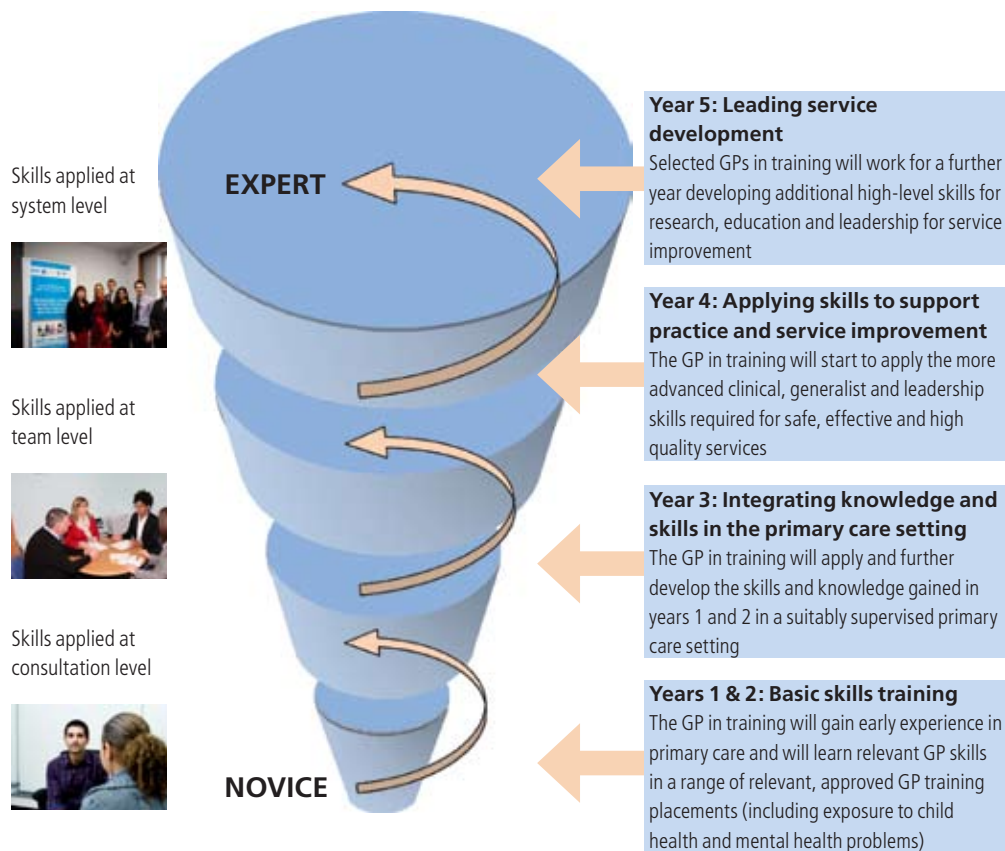 Skills applied at
system level
Skills applied at
team level
Skills applied at
consultation level
EXPERT
NOVICE
Year 5: Leading service
development
Selected GPs in training will work for a further
year developing additional high-level skills for
research, education and leadership for service
improvement
Year 4: Applying skills to support
practice and service improvement
The GP in training will start to apply the more
advanced clinical, generalist and leadership
skills required for safe, effective and high
quality services
Year 3: Integrating knowledge and
skills in the primary care setting
The GP in training will apply and further
develop the skills and knowledge gained in
years 1 and 2 in a suitably supervised primary
care setting
Years 1 & 2: Basic skills training
The GP in training will gain early experience in
primary care and will learn relevant GP skills
in a range of relevant, approved GP training
placements (including exposure to child
health and mental health problems)